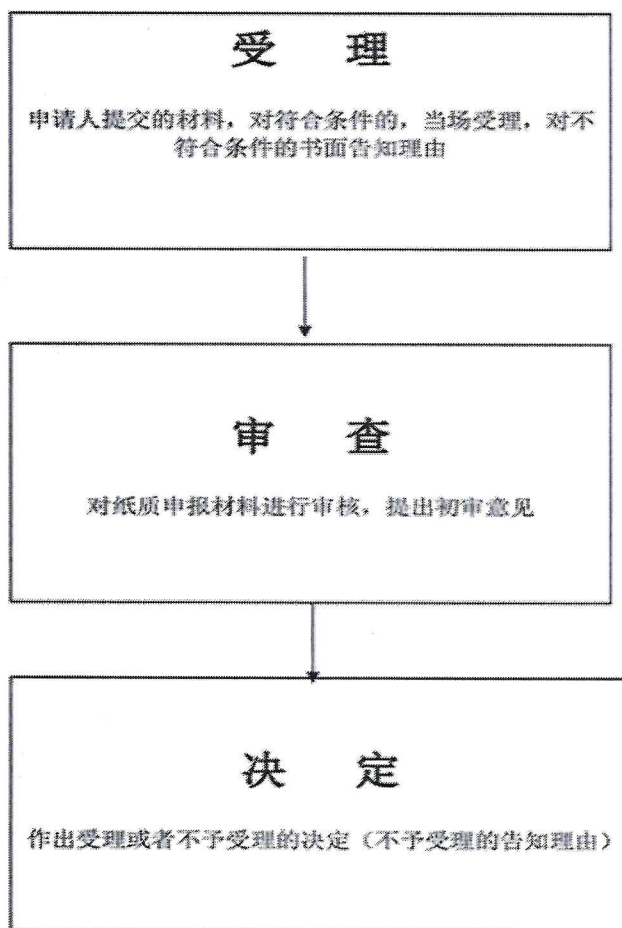 受 理
申请人提交的材料，对符合条件的，当场受理，对不
符合条件的书面告知理由
审 查
对纸质申报材料进行审核，提出初审意见
决 定
作出受理或者不予受理的决定（不予受理的告知理由）